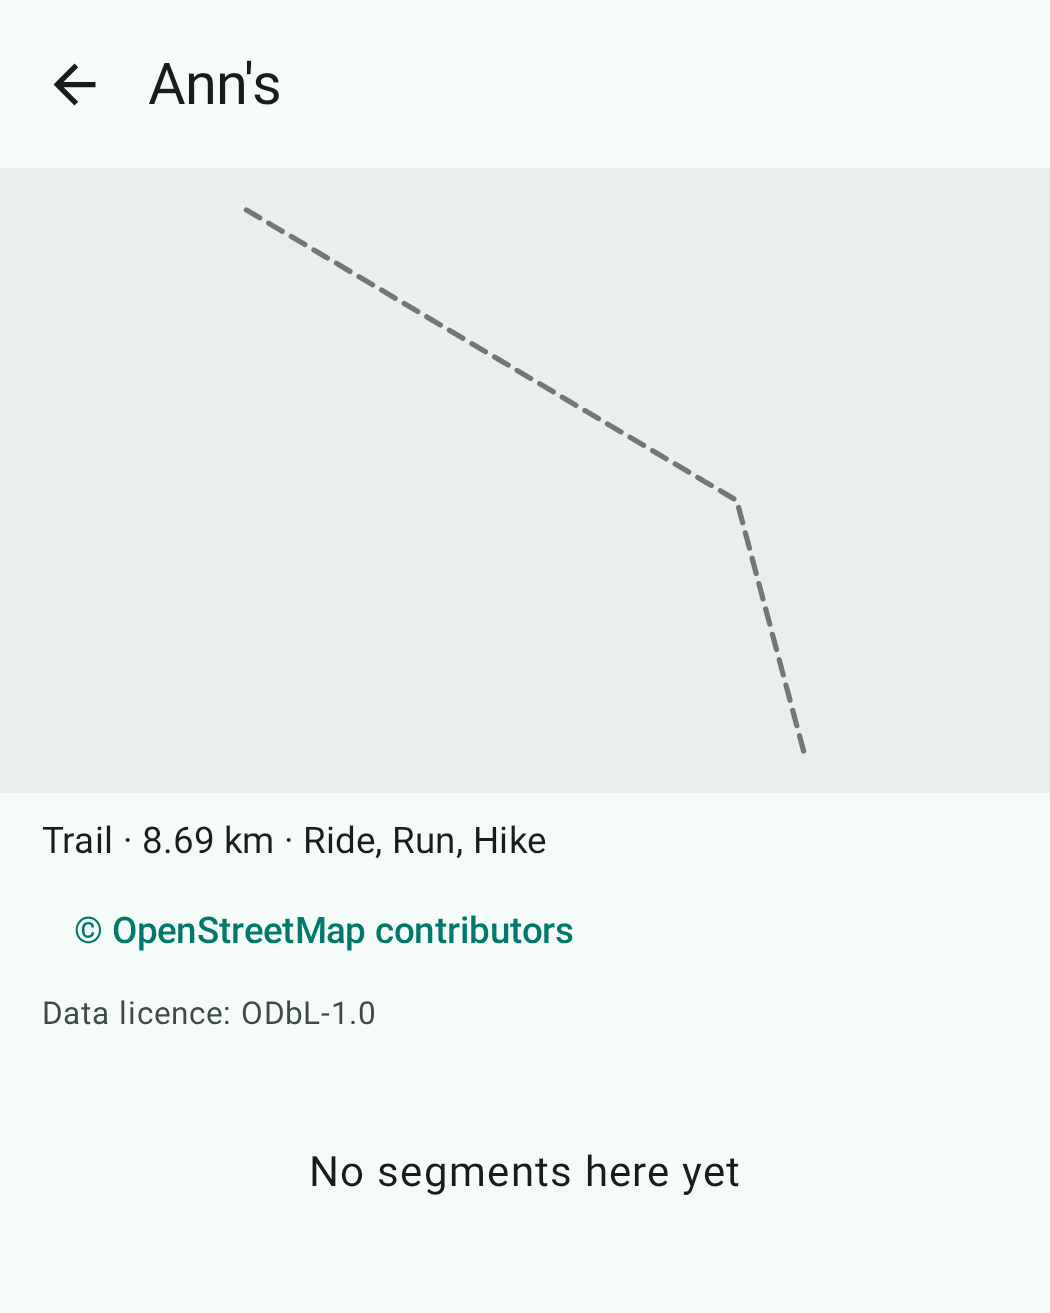 Ann's
Trail · 8.69 km · Ride, Run, Hike
© OpenStreetMap contributors
Data licence: ODbL-1.0
No segments here yet